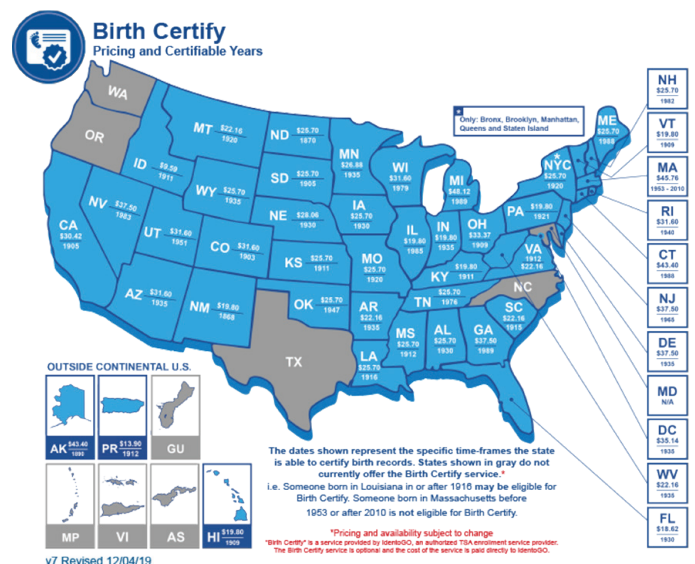 Birth Certify
Pricing and Certifiable Years
WA
OR
MT $22.16
1920
ND $25.70
1870
ID $9.59
1911
WY $25.79
1935
SD $25.70
1905
NE $28.06
1930
MN
$26.88
1935
WI
$31.60
1979
MI
$48.12
1989
IA
$25.70
1930
*
Only: Bronx, Brooklyn, Manhattan,
Queens and Staten Island
*
NYC
$25.70
1920
ME
$25.70
1988
PA $19.80
1921
NV $37.50
1983
CA
$30.42
1905
UT $31.60
1951
CO $31.60
1903
KS $25.70
1911
MO
$25.70
1920
IL
$19.80
1985
IN
$19.80
1935
OH
$33.37
1909
VA
1912
$22.16
KY $19.80
1911
NC
AZ $31.60
1935
NM $19.80
1868
OK $25.70
1947
AR
$22.16
1935
TN $25.70
1976
SC
$22.16
1915
MS
$25.70
1912
AL
$25.70
1930
GA
$37.50
1989
TX
LA
$25.70
1916
NH
$25.70
1982
VT
$19.80
1909
MA
$45.76
1953 - 2010
RI
$31.60
1940
CT
$43.40
1988
NJ
$37.50
1965
DE
$37.50
1935
MD
N/A
DC
$35.14
1935
WV
$22.16
1935
FL
$18.62
1930
OUTSIDE CONTINENTAL U.S.
AK $43.40
1890
PR $13.90
1912
GU
MP
VI
AS
HI $19.80
1909
The dates shown represent the specific time-frames the state
is able to certify birth records. States shown in gray do not
currently offer the Birth Certify service.*
i.e. Someone born in Louisiana in or after 1916 may be eligible for
Birth Certify. Someone born in Massachusetts before
1953 or after 2010 is not eligible for Birth Certify.
*Pricing and availability subject to change
"Birth Certify" is a service provided by IdentoGO, an authorized TSA enrollment service provider.
The Birth Certify service is optional and the cost of the service is paid directly to IdentoGO.
v7 Revised 12/04/19